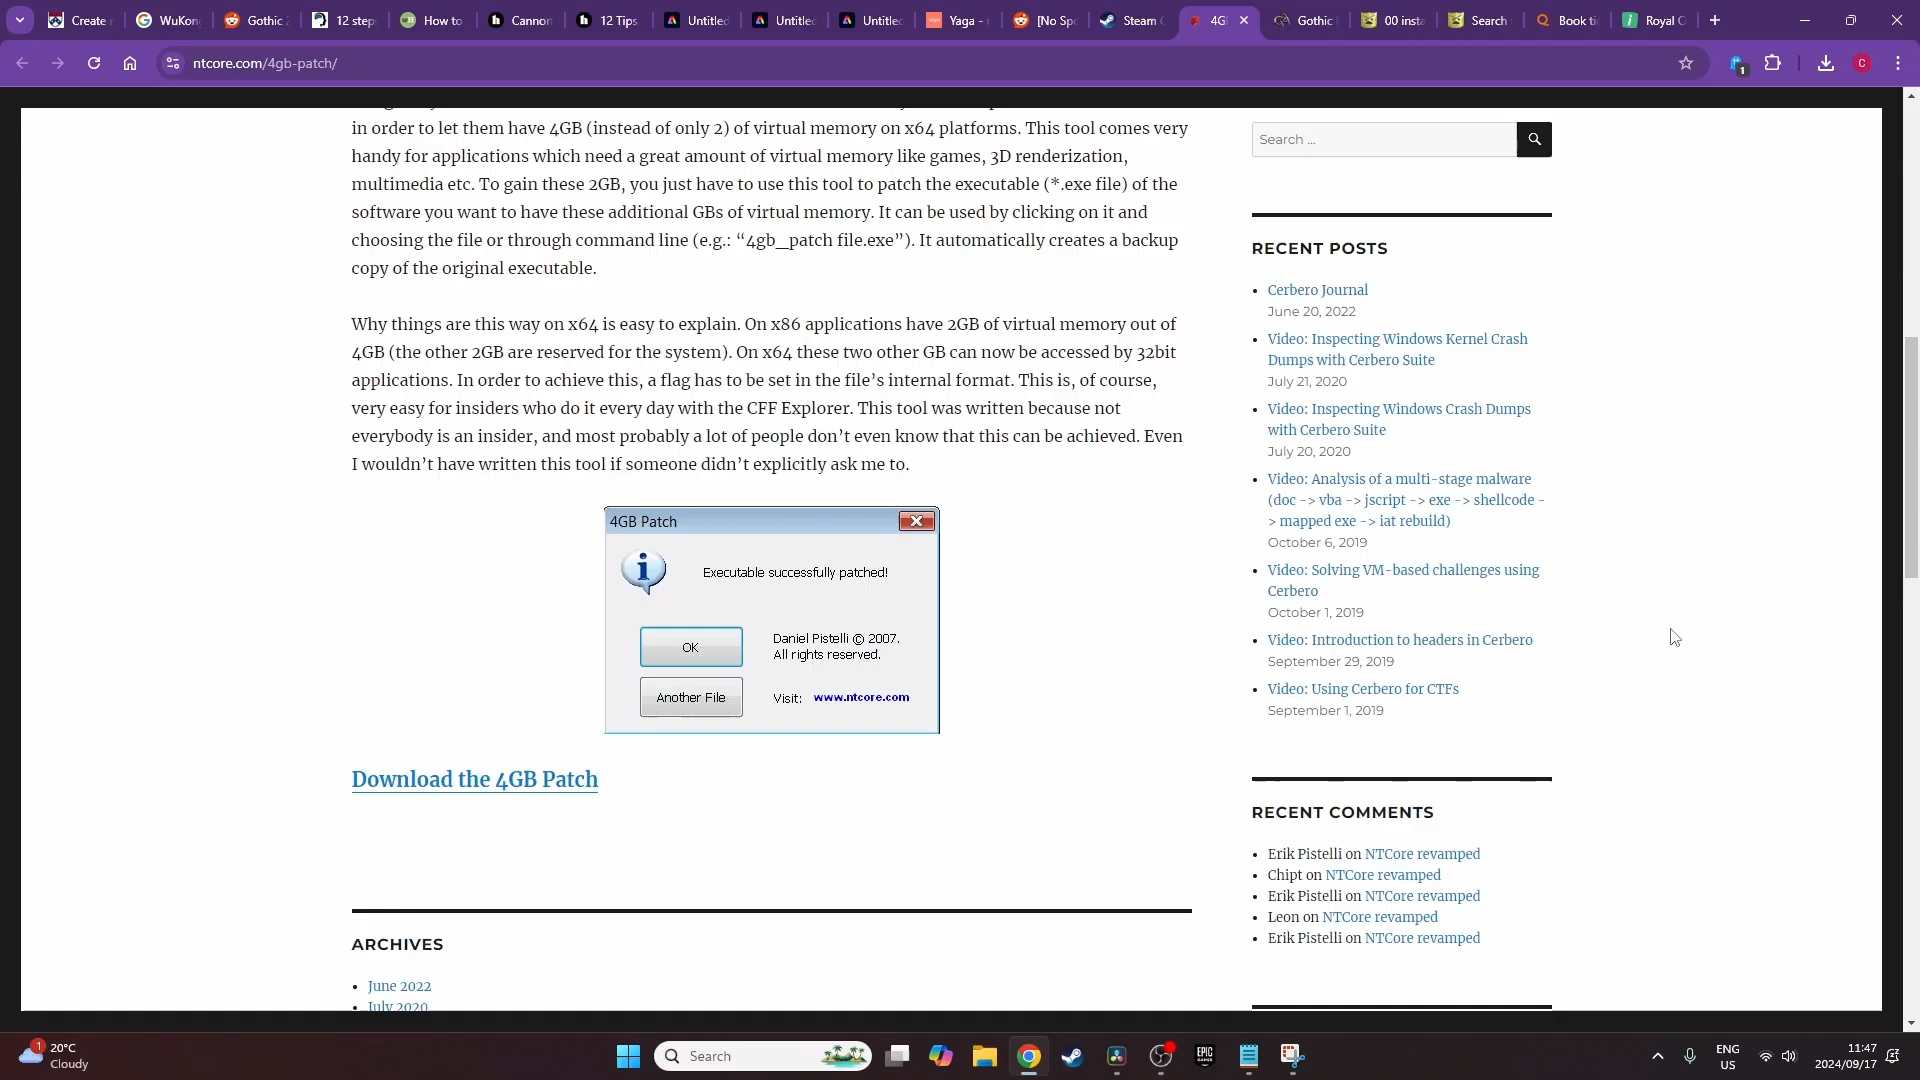 Create
WuKon
Gothic 2
12 step
How to
Cannon
12 Tips
Untitled
Untitled
Untitled
Yaga -
[No Sp
Steam
4G
Gothic
00 insta
Search
Book ti
Royal
ntcore.com/4gb-patch/
1
C
in order to let them have 4GB (instead of only 2) of virtual memory on x64 platforms. This tool comes very
handy for applications which need a great amount of virtual memory like games, 3D renderization,
multimedia etc. To gain these 2GB, you just have to use this tool to patch the executable (*.exe file) of the
software you want to have these additional GBs of virtual memory. It can be used by clicking on it and
choosing the file or through command line (e.g.: “4gb_patch file.exe”). It automatically creates a backup
copy of the original executable.
Why things are this way on x64 is easy to explain. On x86 applications have 2GB of virtual memory out of
4GB (the other 2GB are reserved for the system). On x64 these two other GB can now be accessed by 32bit
applications. In order to achieve this, a flag has to be set in the file’s internal format. This is, of course,
very easy for insiders who do it every day with the CFF Explorer. This tool was written because not
everybody is an insider, and most probably a lot of people don’t even know that this can be achieved. Even
I wouldn’t have written this tool if someone didn’t explicitly ask me to.
4GB Patch
Executable successfully patched!
OK
Daniel Pistelli © 2007.
All rights reserved.
Another File
Visit: www.ntcore.com
Download the 4GB Patch
ARCHIVES
June 2022
July 2020
Search ...
RECENT POSTS
Cerbero Journal
June 20, 2022
Video: Inspecting Windows Kernel Crash
Dumps with Cerbero Suite
July 21, 2020
Video: Inspecting Windows Crash Dumps
with Cerbero Suite
July 20, 2020
Video: Analysis of a multi-stage malware
(doc -> vba -> jscript -> exe -> shellcode -
> mapped exe -> iat rebuild)
October 6, 2019
Video: Solving VM-based challenges using
Cerbero
October 1, 2019
Video: Introduction to headers in Cerbero
September 29, 2019
Video: Using Cerbero for CTFs
September 1, 2019
RECENT COMMENTS
Erik Pistelli on NTCore revamped
Chipt on NTCore revamped
Erik Pistelli on NTCore revamped
Leon on NTCore revamped
Erik Pistelli on NTCore revamped
1
20°C
Cloudy
Search
EPIC
GAMES
ENG
US
11:47
2024/09/17